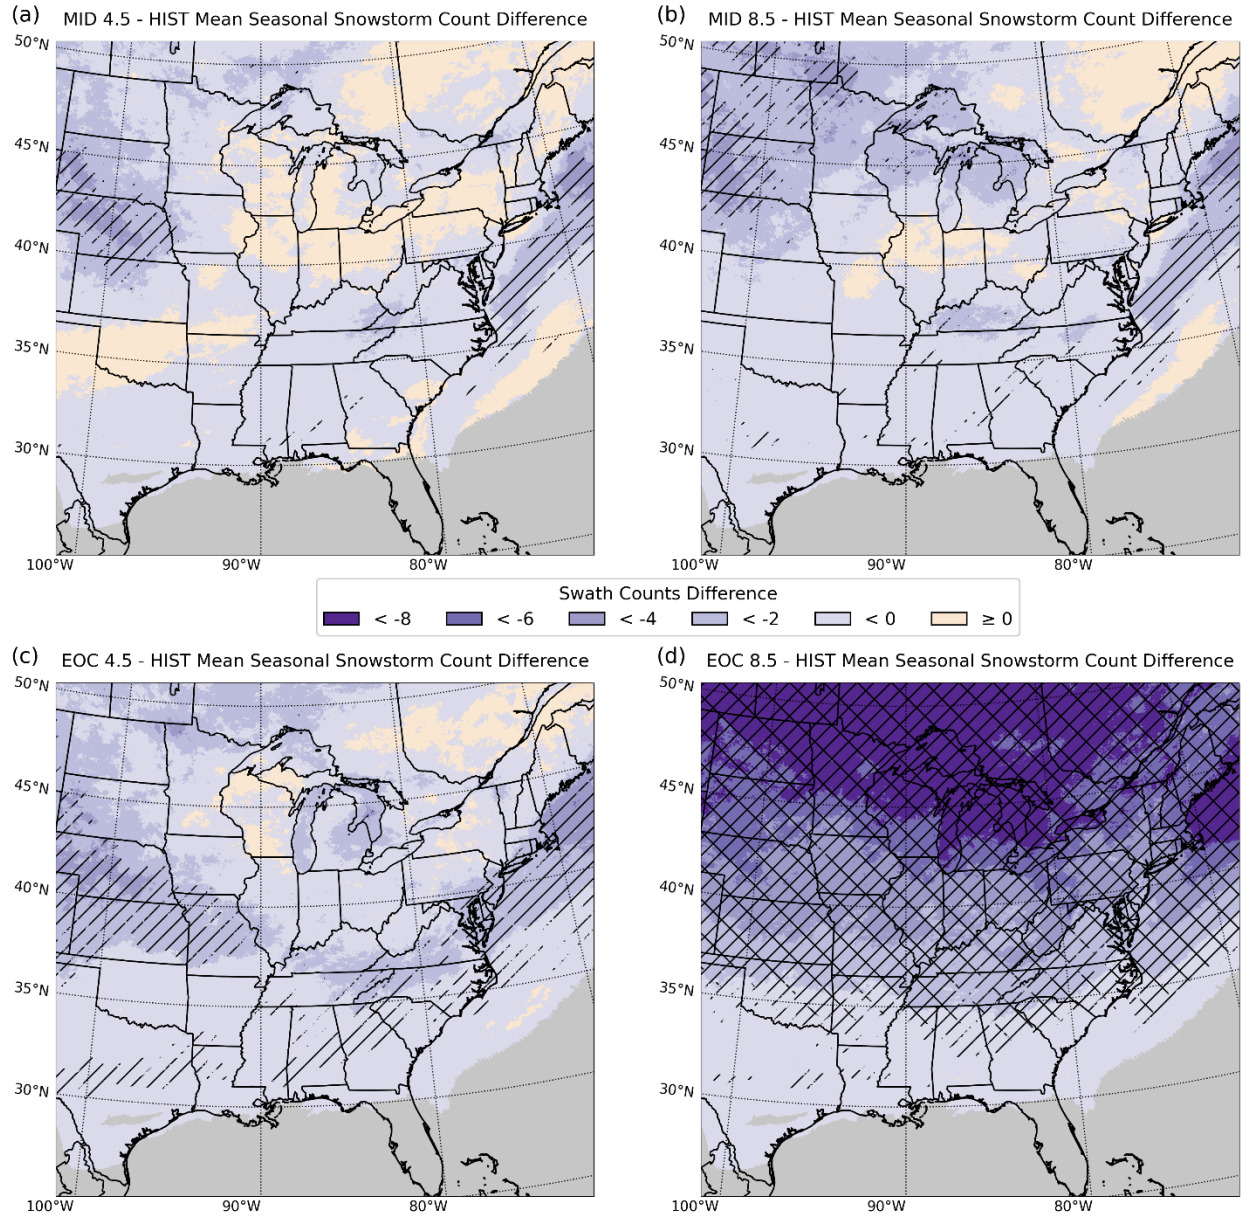 (a) MID 4.5 - HIST Mean Seasonal Snowstorm Count Difference
50°N
45°N
40°N
35°N
30°N
100°W 90°W 80°W
(b) MID 8.5 - HIST Mean Seasonal Snowstorm Count Difference
50°N
45°N
40°N
35°N
30°N
100°W 90°W 80°W
Swath Counts Difference
< -8 < -6 < -4 < -2 < 0 ≥ 0
(c) EOC 4.5 - HIST Mean Seasonal Snowstorm Count Difference
50°N
45°N
40°N
35°N
30°N
100°W 90°W 80°W
(d) EOC 8.5 - HIST Mean Seasonal Snowstorm Count Difference
50°N
45°N
40°N
35°N
30°N
100°W 90°W 80°W